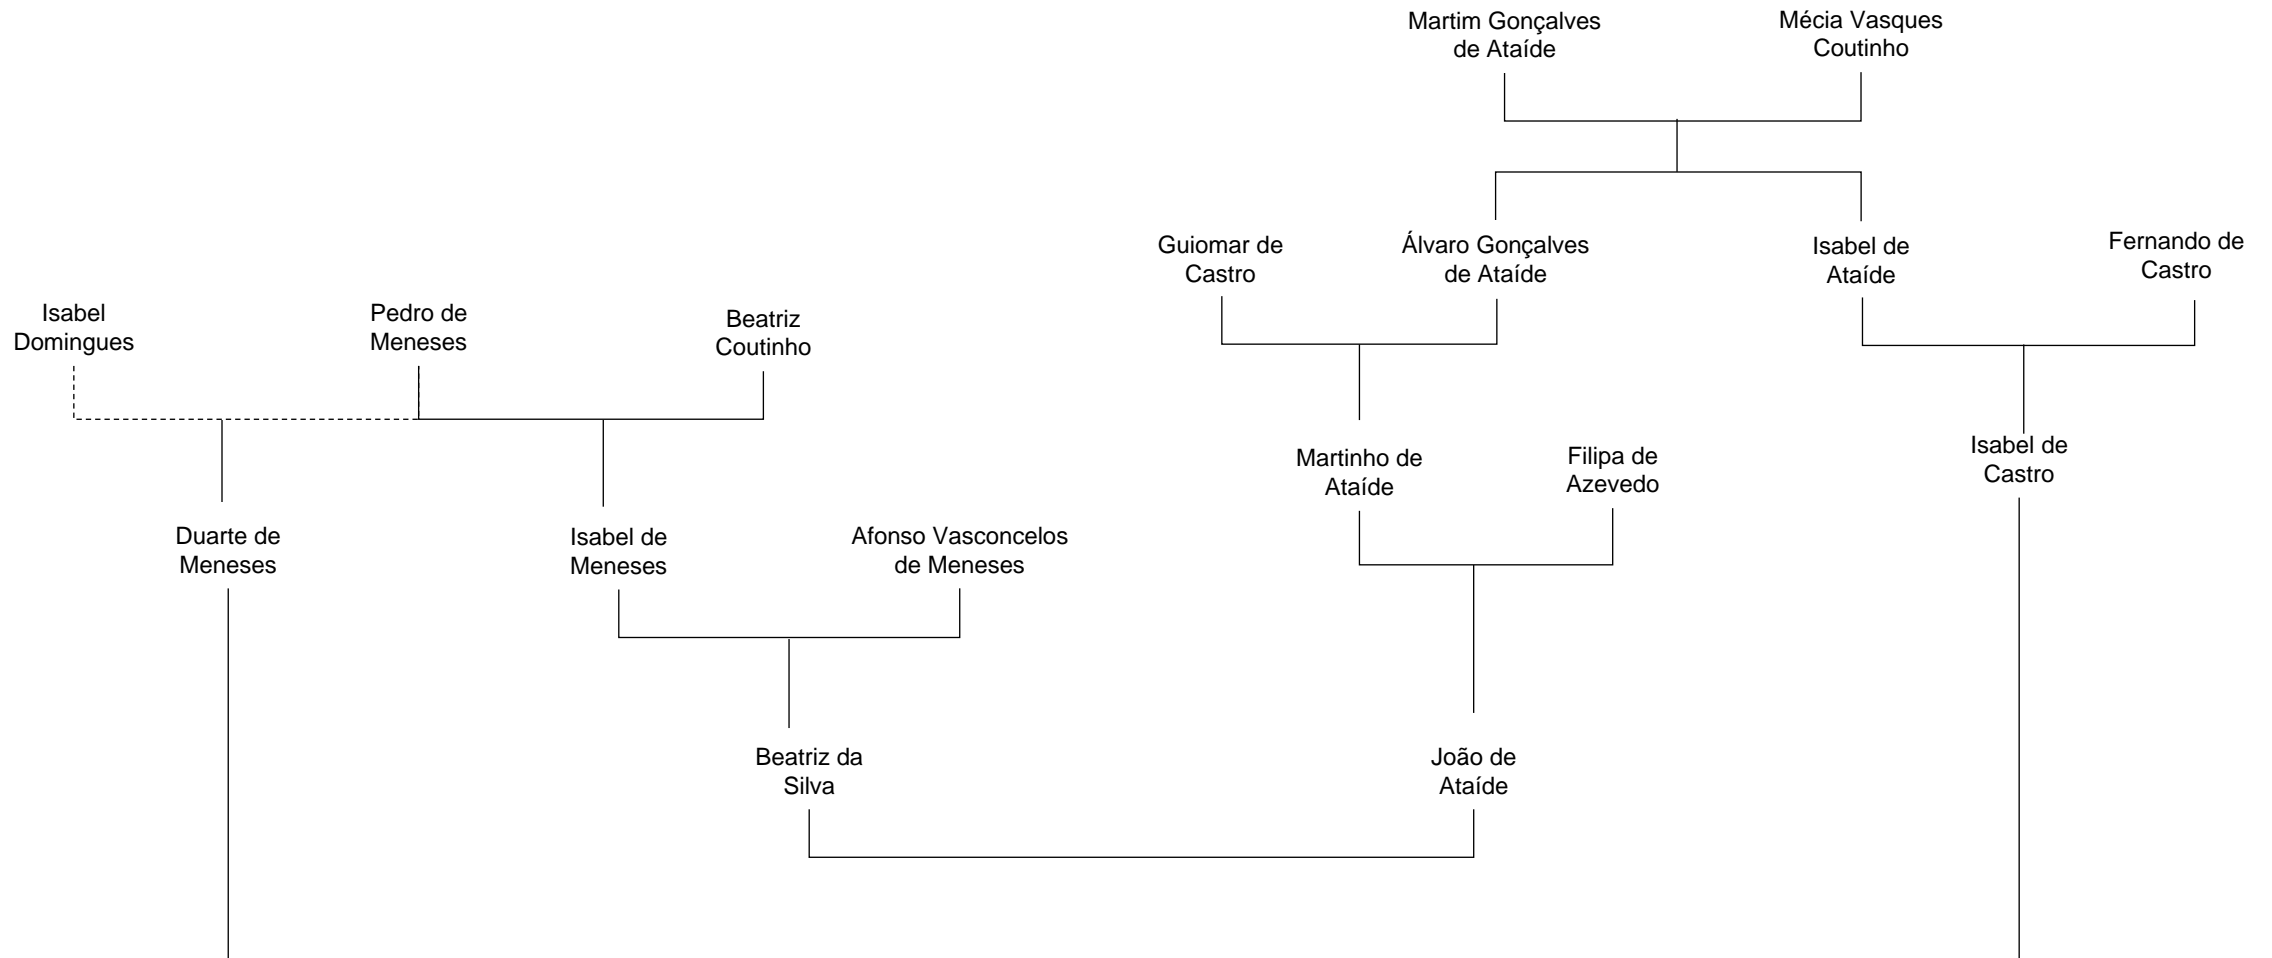 Martim Gonçalves
de Ataíde
Mécia Vasques
Coutinho
Guiomar de
Castro
Álvaro Gonçalves
de Ataíde
Isabel de
Ataíde
Fernando de
Castro
Isabel
Domingues
Pedro de
Meneses
Beatriz
Coutinho
Martinho de
Ataíde
Filipa de
Azevedo
Isabel de
Castro
Duarte de
Meneses
Isabel de
Meneses
Afonso Vasconcelos
de Meneses
Beatriz da
Silva
João de
Ataíde